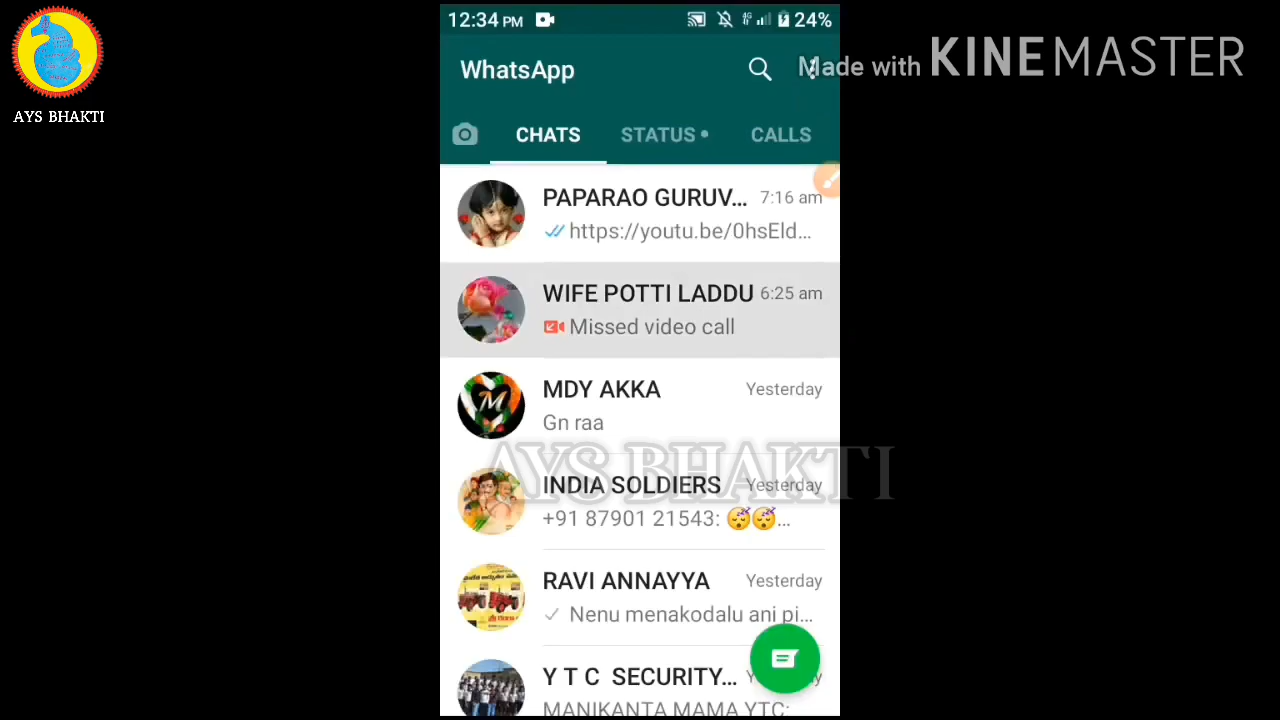 12:34 PM
24%
WhatsApp
Made with KINEMASTER
AYS BHAKTI
CHATS
STATUS •
CALLS
PAPARAO GURUV... 7:16 am
https://youtu.be/0hsEld...
WIFE POTTI LADDU 6:25 am
Missed video call
MDY AKKA Yesterday
M
Gn raa
AYS BHAKTI
INDIA SOLDIERS Yesterday
+91 87901 21543: 😴😴...
RAVI ANNAYYA Yesterday
Nenu menakodalu ani pi...
Y T C SECURITY...
MANIKANTA MAMA YTC: